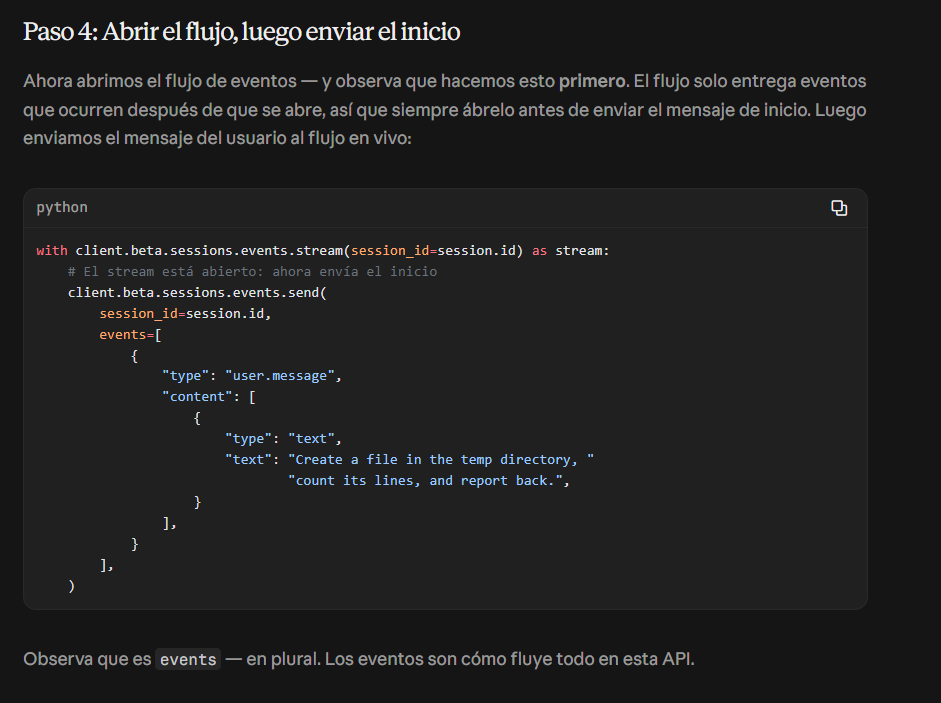 Paso 4: Abrir el flujo, luego enviar el inicio
Ahora abrimos el flujo de eventos — y observa que hacemos esto primero. El flujo solo entrega eventos
que ocurren después de que se abre, así que siempre ábrelo antes de enviar el mensaje de inicio. Luego
enviamos el mensaje del usuario al flujo en vivo:
python
with client.beta.sessions.events.stream(session_id=session.id) as stream:
    # El stream está abierto: ahora envía el inicio
    client.beta.sessions.events.send(
        session_id=session.id,
        events=[
            {
                "type": "user.message",
                "content": [
                    {
                        "type": "text",
                        "text": "Create a file in the temp directory, "
                                "count its lines, and report back.",
                    }
                ],
            }
        ],
    )
Observa que es events — en plural. Los eventos son cómo fluye todo en esta API.